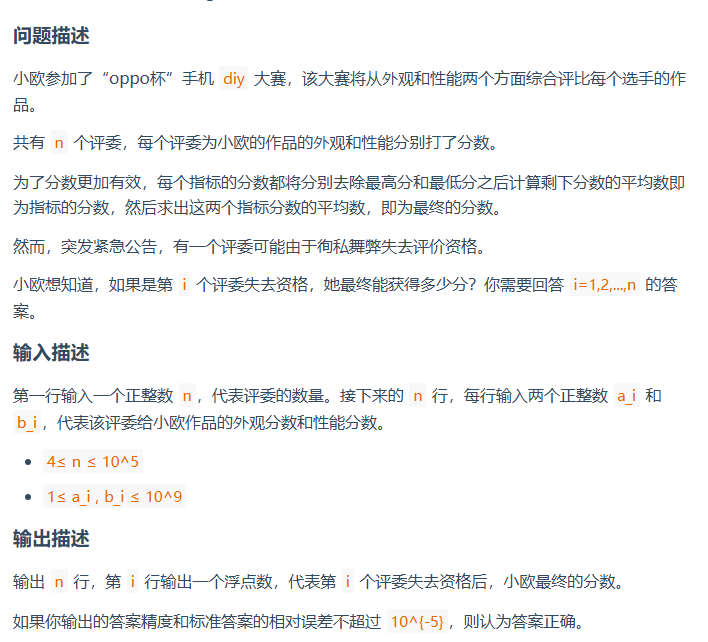 问题描述
小欧参加了“oppo杯”手机 diy 大赛，该大赛将从外观和性能两个方面综合评比每个选手的作
品。
共有 n 个评委，每个评委为小欧的作品的外观和性能分别打了分数。
为了分数更加有效，每个指标的分数都将分别去除最高分和最低分之后计算剩下分数的平均数即
为指标的分数，然后求出这两个指标分数的平均数，即为最终的分数。
然而，突发紧急公告，有一个评委可能由于徇私舞弊失去评价资格。
小欧想知道，如果是第 i 个评委失去资格，她最终能获得多少分？你需要回答 i=1,2,...,n 的答
案。
输入描述
第一行输入一个正整数 n ，代表评委的数量。接下来的 n 行，每行输入两个正整数 a_i 和
b_i ，代表该评委给小欧作品的外观分数和性能分数。
4≤ n ≤ 10^5
1≤ a_i , b_i ≤ 10^9
输出描述
输出 n 行，第 i 行输出一个浮点数，代表第 i 个评委失去资格后，小欧最终的分数。
如果你输出的答案精度和标准答案的相对误差不超过 10^{-5} ，则认为答案正确。